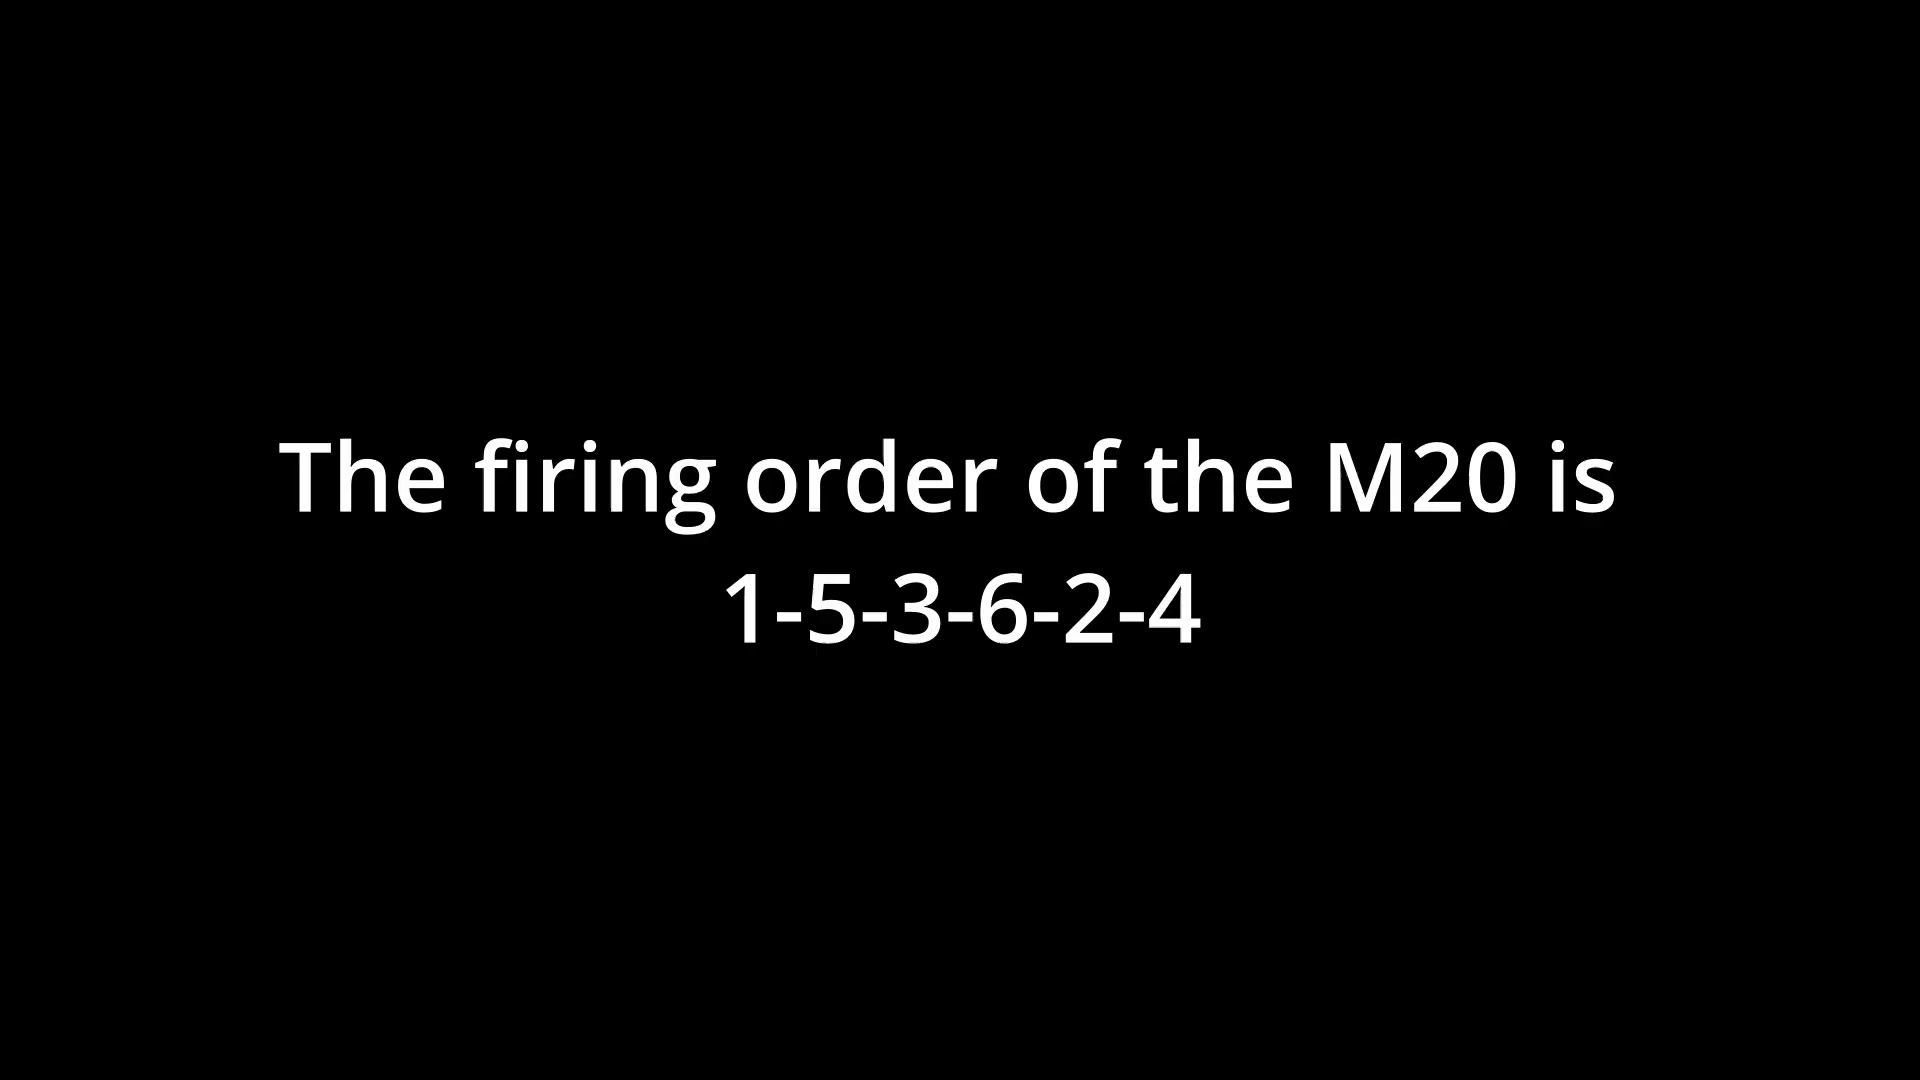 The firing order of the M20 is
1-5-3-6-2-4